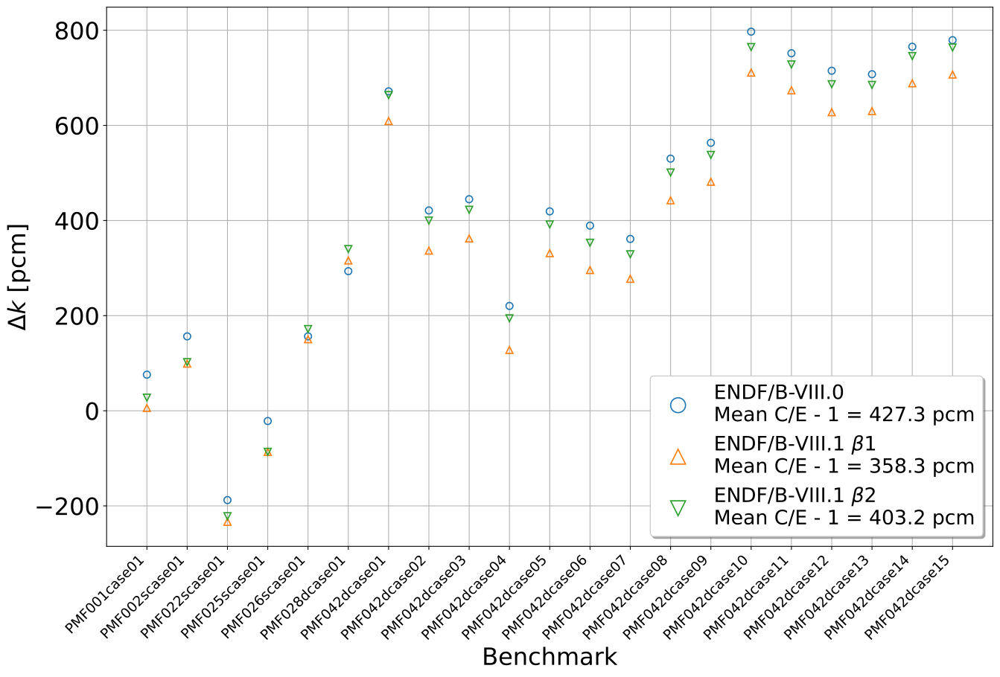 800
600
400
200
0
−200
Δk [pcm]
ENDF/B-VIII.0
Mean C/E - 1 = 427.3 pcm
ENDF/B-VIII.1 β1
Mean C/E - 1 = 358.3 pcm
ENDF/B-VIII.1 β2
Mean C/E - 1 = 403.2 pcm
PMF001case01
PMF002scase01
PMF022scase01
PMF025scase01
PMF026scase01
PMF028dcase01
PMF042dcase01
PMF042dcase02
PMF042dcase03
PMF042dcase04
PMF042dcase05
PMF042dcase06
PMF042dcase07
PMF042dcase08
PMF042dcase09
PMF042dcase10
PMF042dcase11
PMF042dcase12
PMF042dcase13
PMF042dcase14
PMF042dcase15
Benchmark